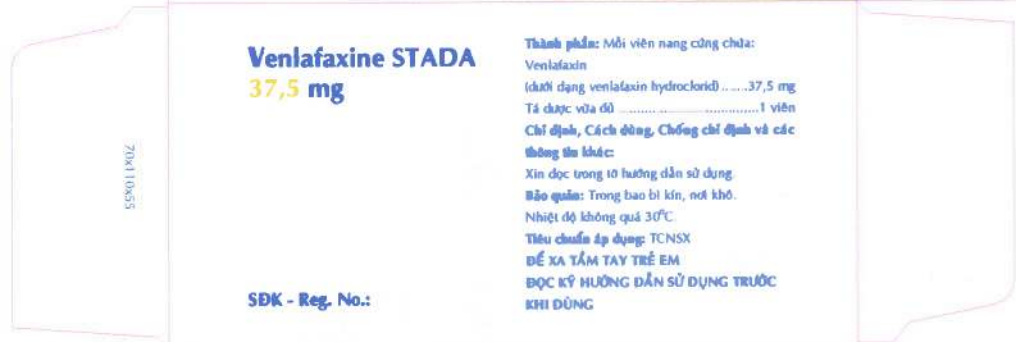 70x110x55
Venlafaxine STADA
37,5 mg
SĐK - Reg. No.:
Thành phần: Mỗi viên nang cứng chứa:
Venlafaxin
(dưới dạng venlafaxin hydroclorid) ......37,5 mg
Tá dược vừa đủ ........................................1 viên
Chỉ định, Cách dùng, Chống chỉ định và các
thông tin khác:
Xin đọc trong tờ hướng dẫn sử dụng.
Bảo quản: Trong bao bì kín, nơi khô.
Nhiệt độ không quá 30°C.
Tiêu chuẩn áp dụng: TCNSX
ĐỂ XA TẦM TAY TRẺ EM
ĐỌC KỸ HƯỚNG DẪN SỬ DỤNG TRƯỚC
KHI DÙNG